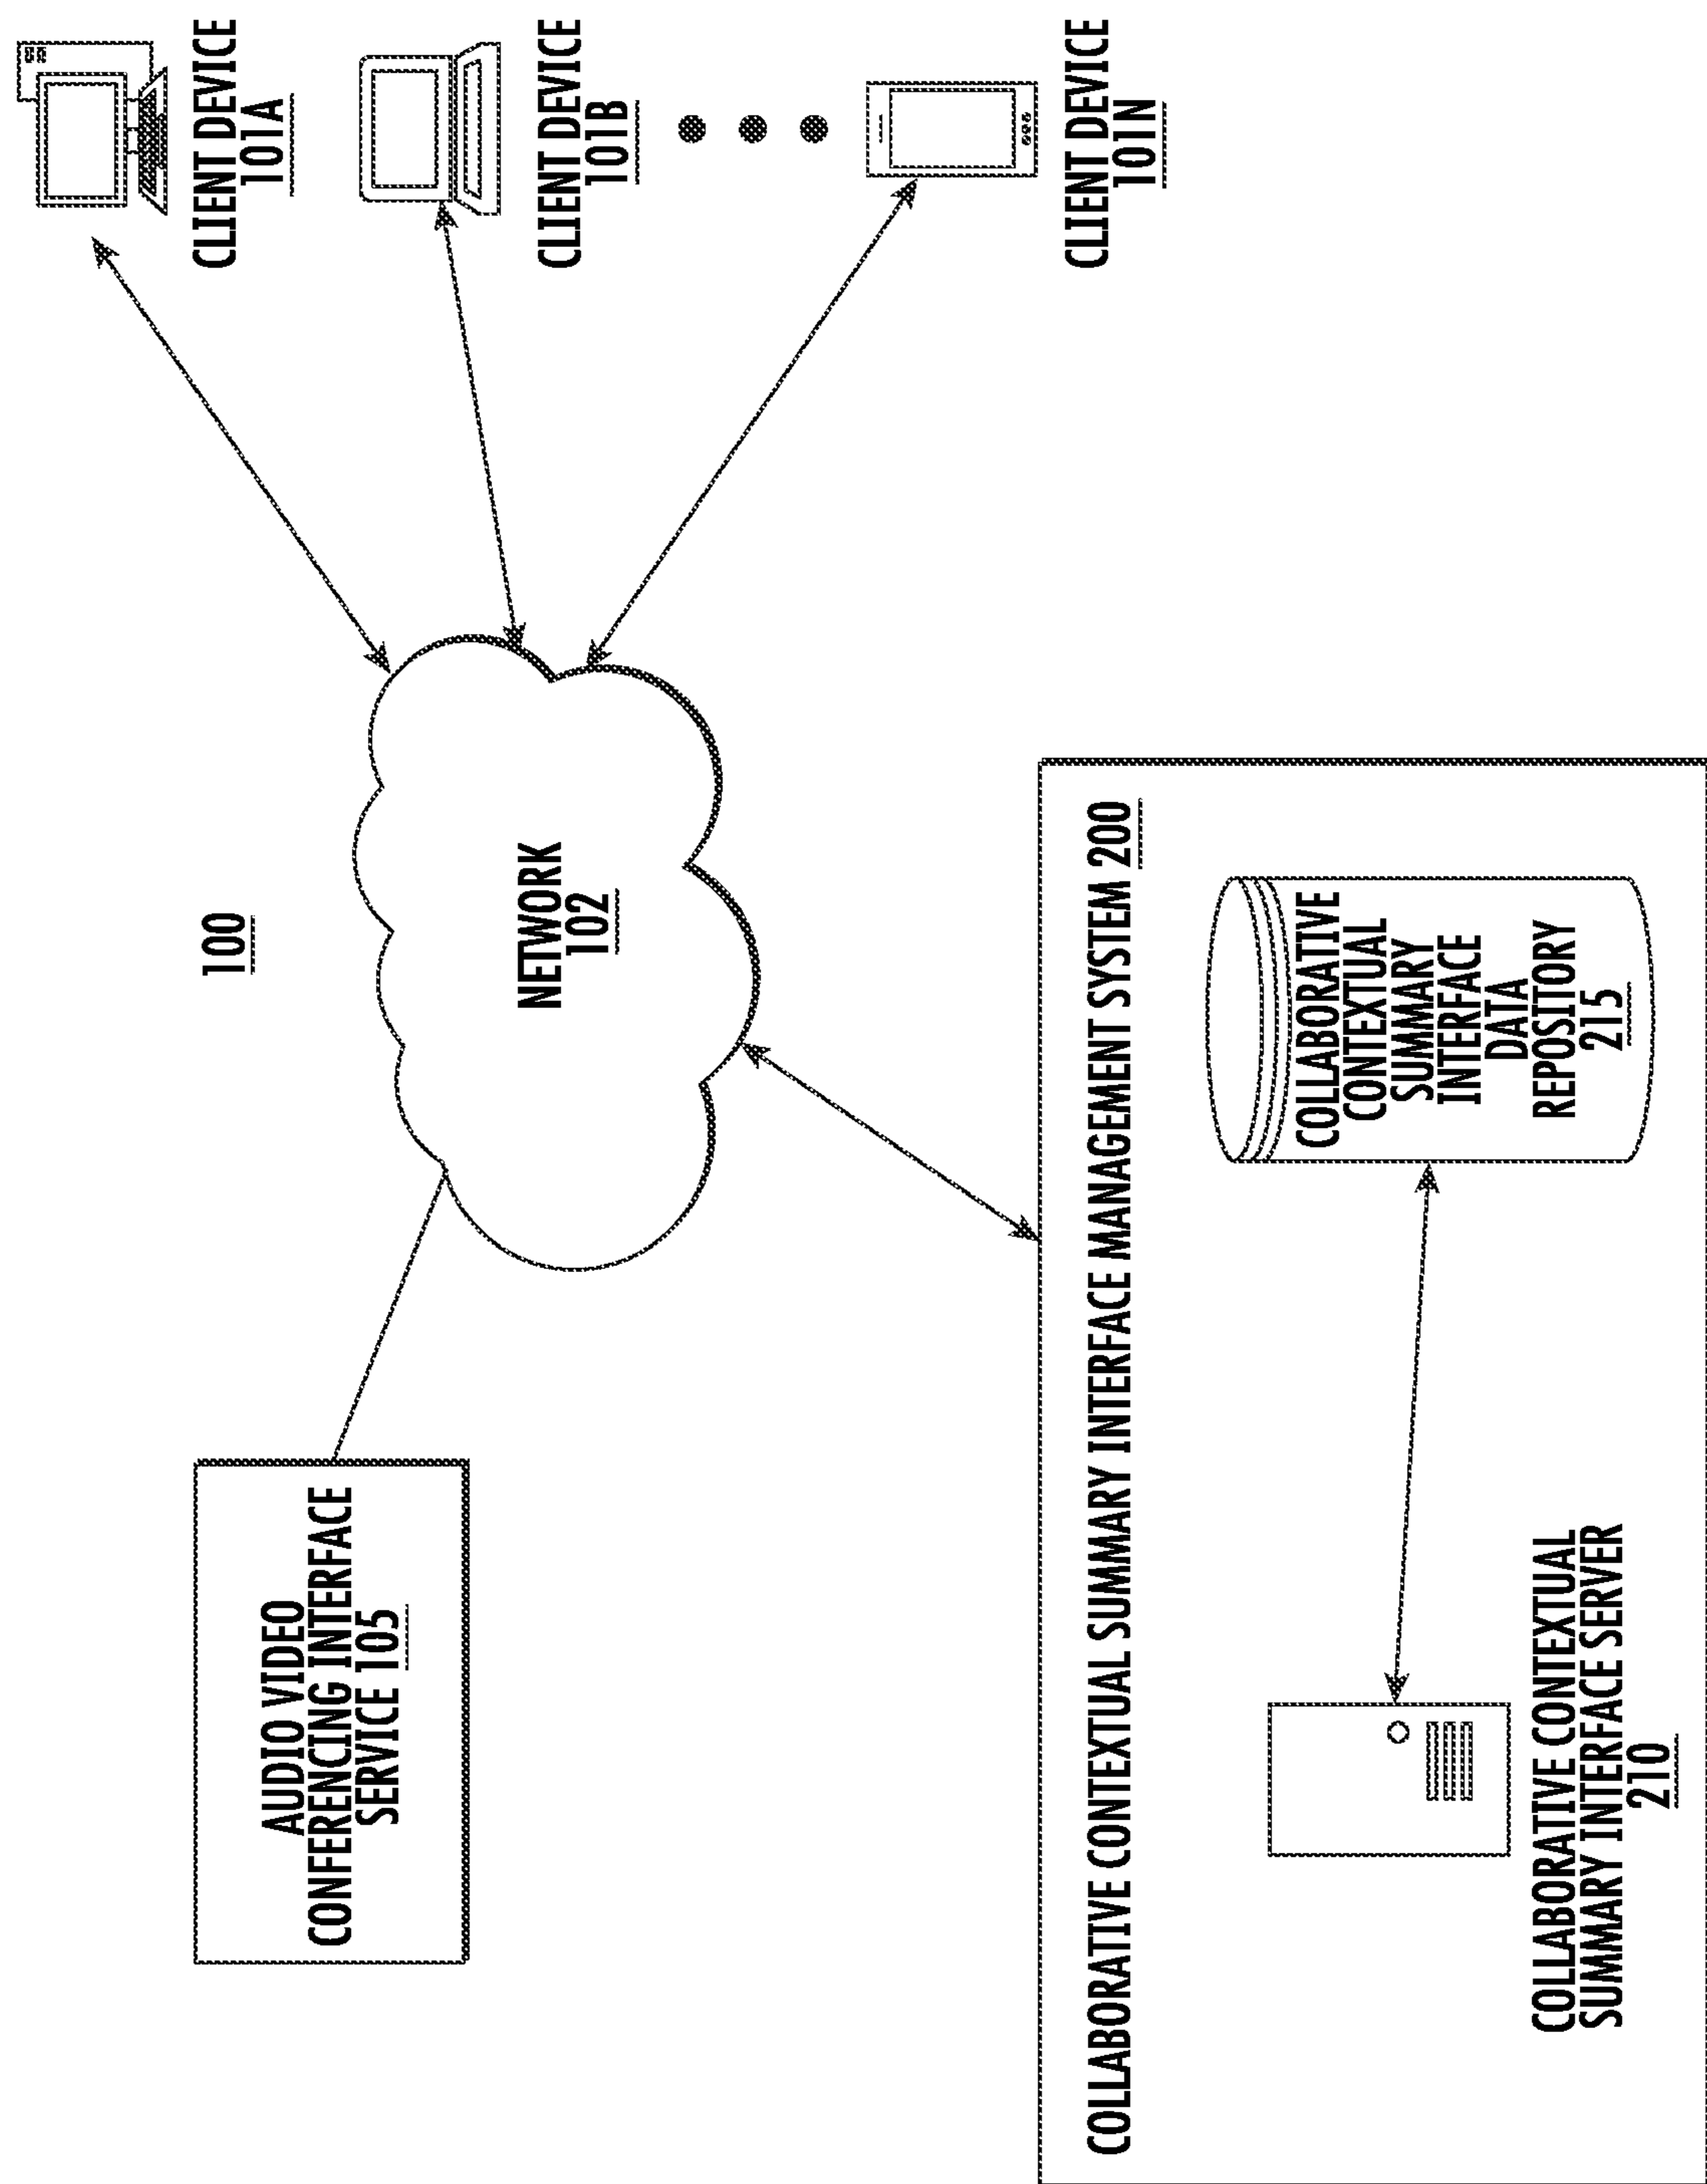 100
AUDIO VIDEO
CONFERENCING INTERFACE
SERVICE 105
NETWORK
102
CLIENT DEVICE
101A
CLIENT DEVICE
101B
CLIENT DEVICE
101N
COLLABORATIVE CONTEXTUAL SUMMARY INTERFACE MANAGEMENT SYSTEM 200
COLLABORATIVE CONTEXTUAL
SUMMARY INTERFACE SERVER
210
COLLABORATIVE
CONTEXTUAL
SUMMARY
INTERFACE
DATA
REPOSITORY
215